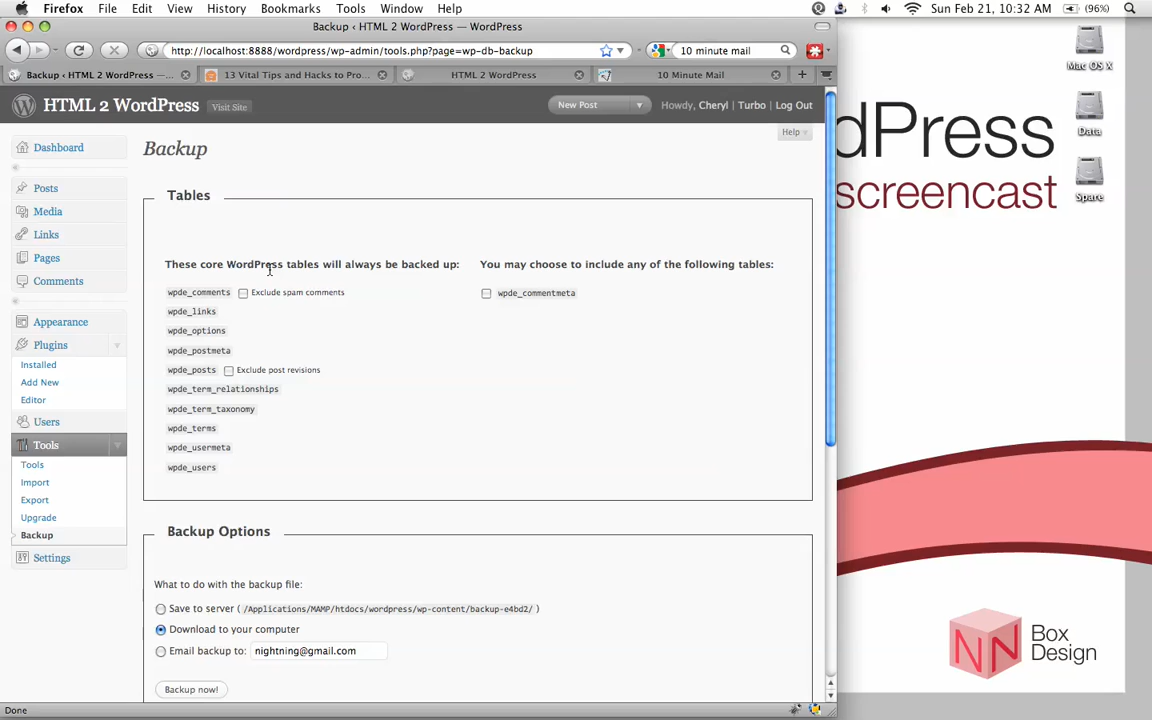 Firefox File Edit View History Bookmarks Tools Window Help Sun Feb 21, 10:32 AM (96%)
Backup ‹ HTML 2 WordPress — WordPress
http://localhost:8888/wordpress/wp-admin/tools.php?page=wp-db-backup 10 minute mail
Backup ‹ HTML 2 WordPress —... 13 Vital Tips and Hacks to Pro... HTML 2 WordPress 10 Minute Mail
HTML 2 WordPress Visit Site New Post Howdy, Cheryl | Turbo | Log Out
Help
Dashboard
Posts
Media
Links
Pages
Comments
Appearance
Plugins
Installed
Add New
Editor
Users
Tools
Tools
Import
Export
Upgrade
Backup
Settings
Backup
Tables
These core WordPress tables will always be backed up:
wpde_comments Exclude spam comments
wpde_links
wpde_options
wpde_postmeta
wpde_posts Exclude post revisions
wpde_term_relationships
wpde_term_taxonomy
wpde_terms
wpde_usermeta
wpde_users
You may choose to include any of the following tables:
wpde_commentmeta
Backup Options
What to do with the backup file:
Save to server ( /Applications/MAMP/htdocs/wordpress/wp-content/backup-e4bd2/ )
Download to your computer
Email backup to: nightning@gmail.com
Backup now!
Done
dPress
screencast
Mac OS X
Data
Spare
NN
Box
Design